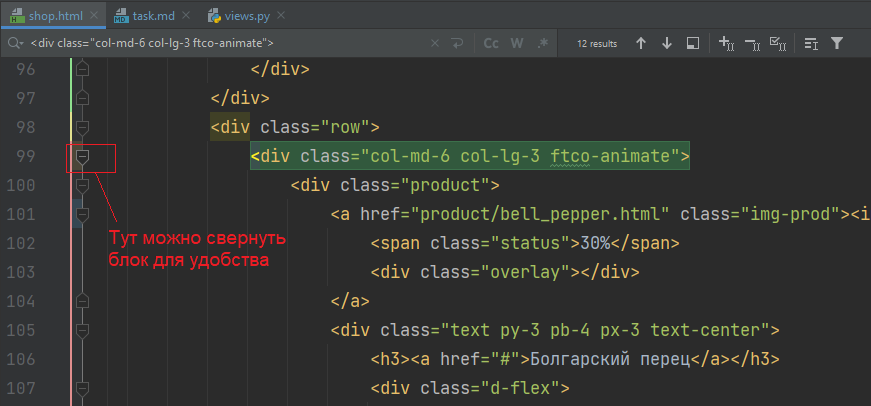 shop.html task.md views.py
<div class="col-md-6 col-lg-3 ftco-animate"> Cc W .* 12 results
96 </div>
97 </div>
98 <div class="row">
99 <div class="col-md-6 col-lg-3 ftco-animate">
100 <div class="product">
101 <a href="product/bell_pepper.html" class="img-prod"><i
102 <span class="status">30%</span>
103 <div class="overlay"></div>
104 </a>
105 <div class="text py-3 pb-4 px-3 text-center">
106 <h3><a href="#">Болгарский перец</a></h3>
107 <div class="d-flex">
Тут можно свернуть
блок для удобства